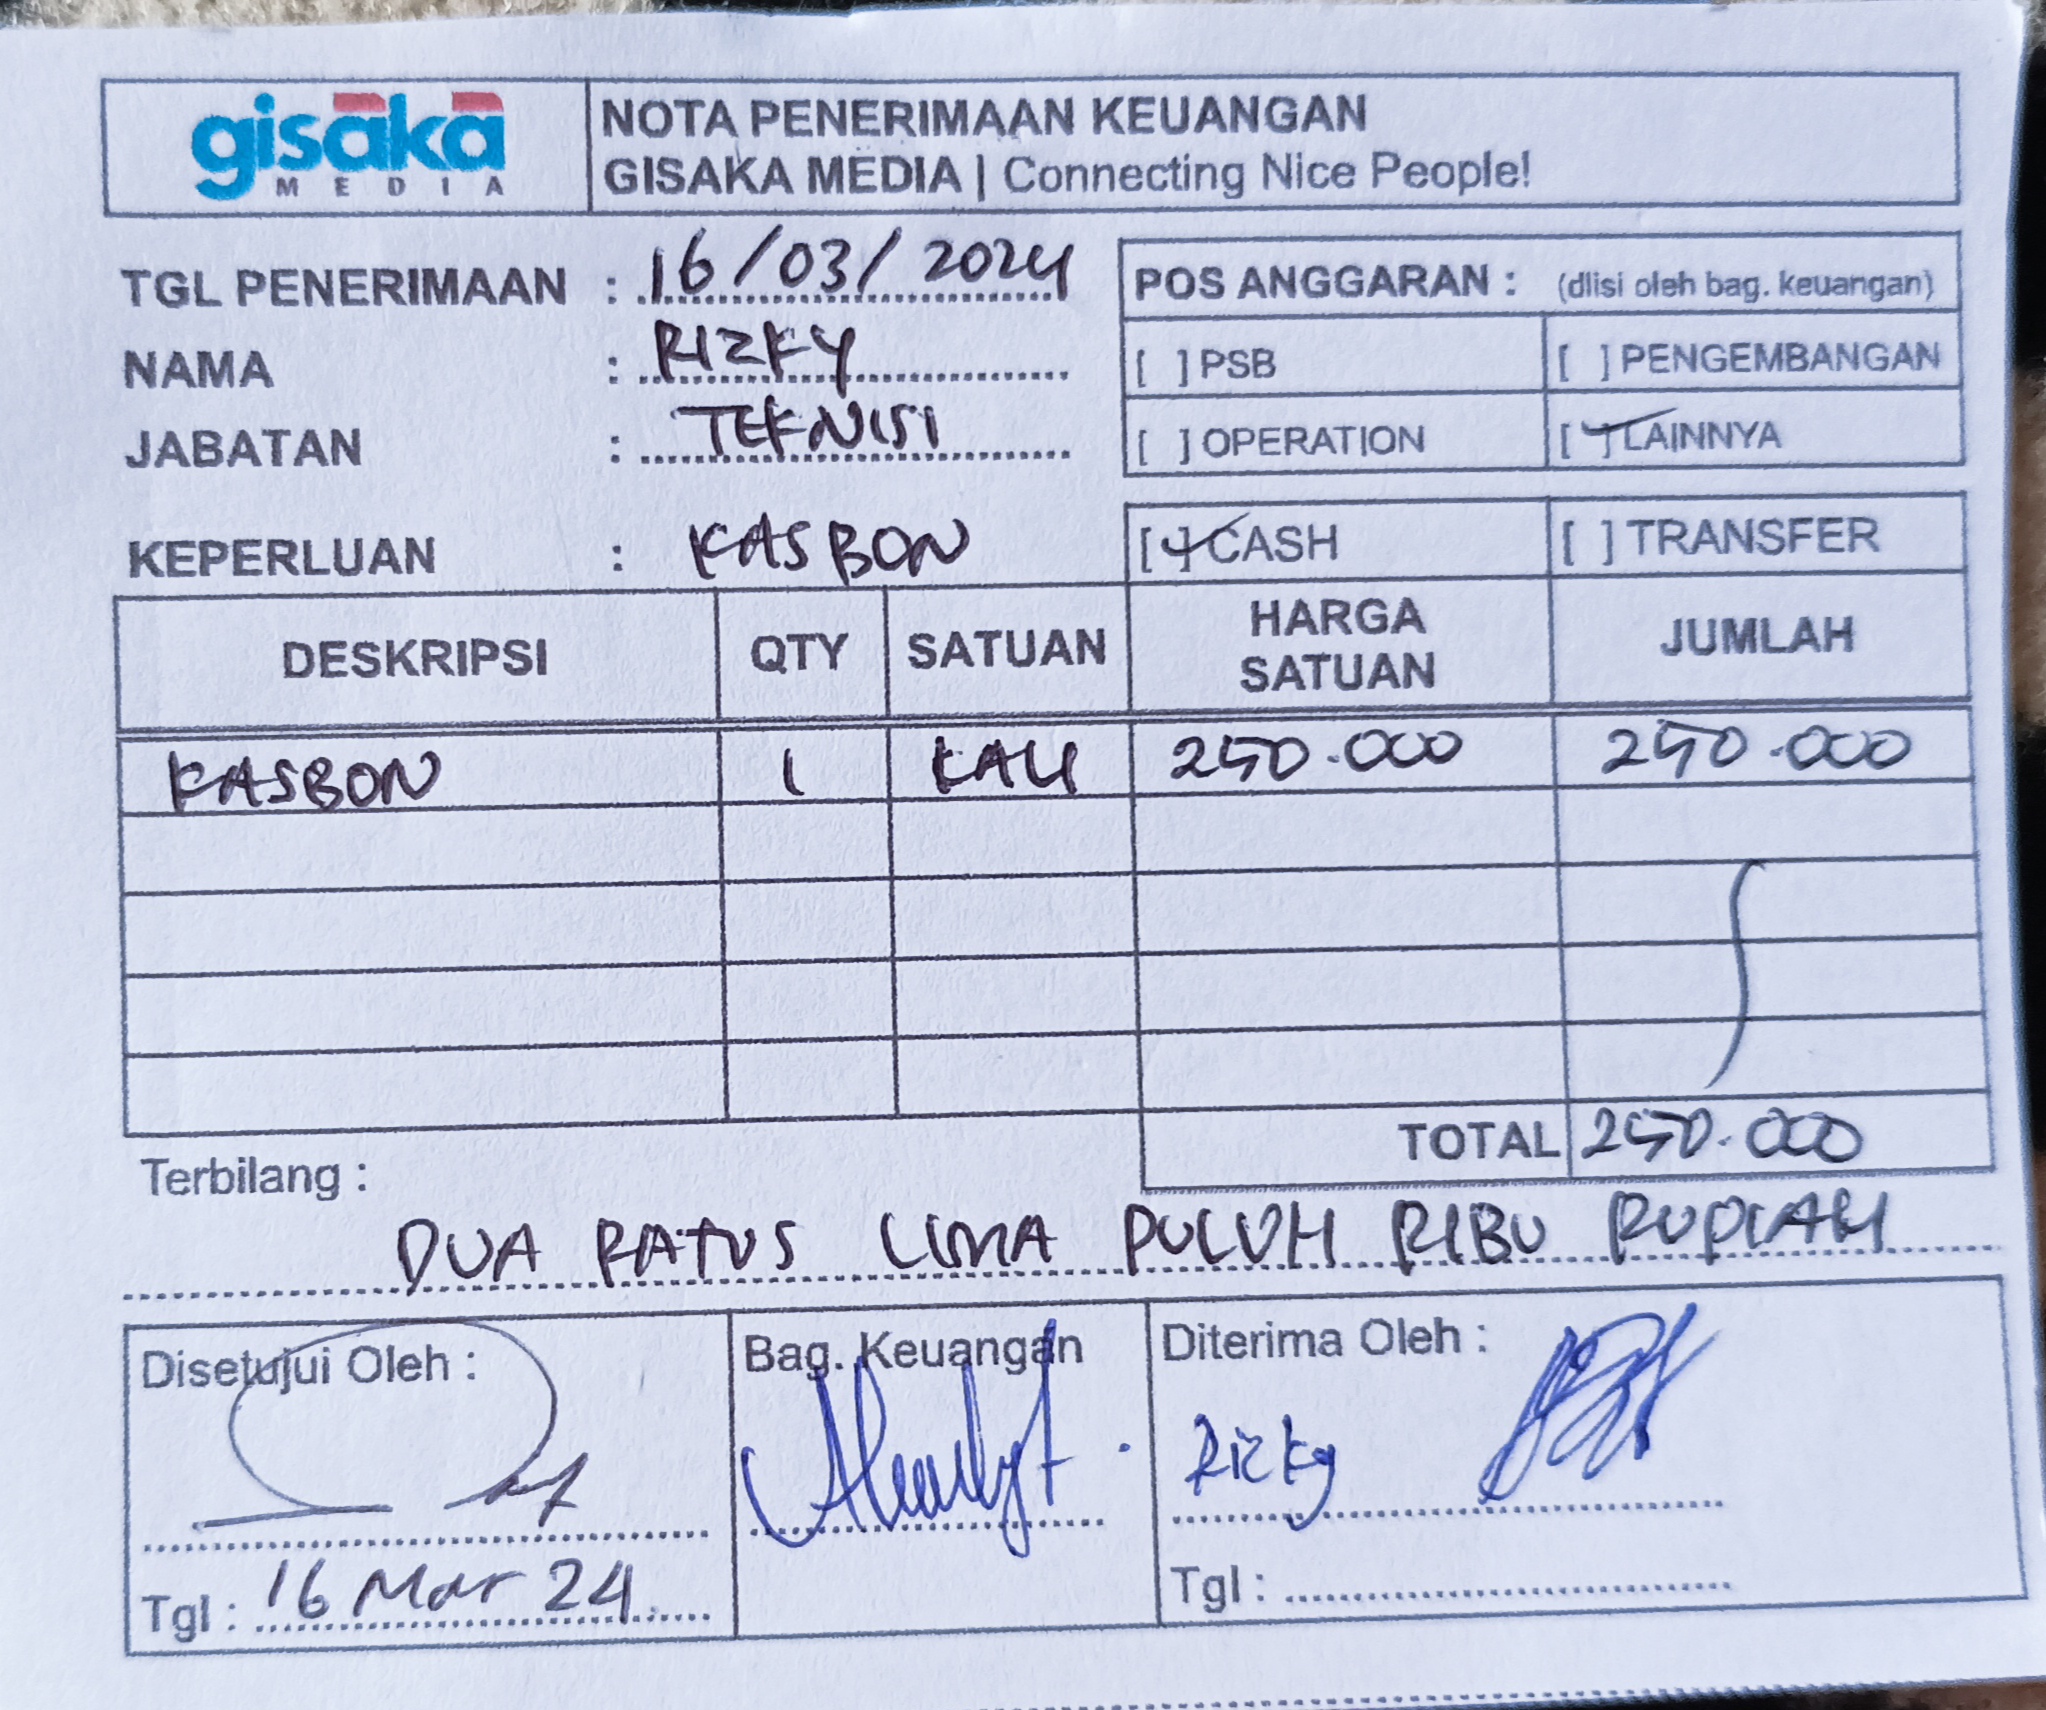 gisaka
MEDIA
NOTA PENERIMAAN KEUANGAN
GISAKA MEDIA | Connecting Nice People!
TGL PENERIMAAN : 16/03/2024
NAMA : RIZKY
JABATAN : TEKNISI
POS ANGGARAN : (diisi oleh bag. keuangan)
[ ] PSB [ ] PENGEMBANGAN
[ ] OPERATION [✓] LAINNYA
KEPERLUAN : KASBON
[✓] CASH [ ] TRANSFER
DESKRIPSI QTY SATUAN HARGA SATUAN JUMLAH
KASBON 1 KALI 250.000 250.000
TOTAL 250.000
Terbilang :
DUA RATUS LIMA PULUH RIBU RUPIAH
Disetujui Oleh : Bag. Keuangan Diterima Oleh :
Rizky
Tgl : 16 Mar 24. Tgl :